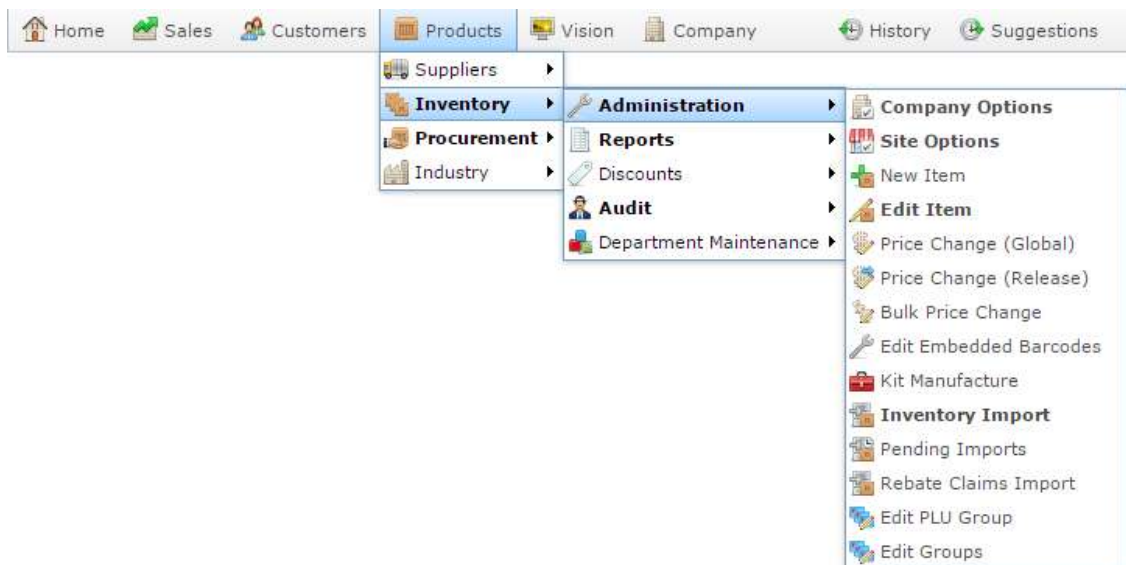 Home Sales Customers Products Vision Company History Suggestions
Suppliers
Inventory
Procurement
Industry
Administration
Reports
Discounts
Audit
Department Maintenance
Company Options
Site Options
New Item
Edit Item
Price Change (Global)
Price Change (Release)
Bulk Price Change
Edit Embedded Barcodes
Kit Manufacture
Inventory Import
Pending Imports
Rebate Claims Import
Edit PLU Group
Edit Groups